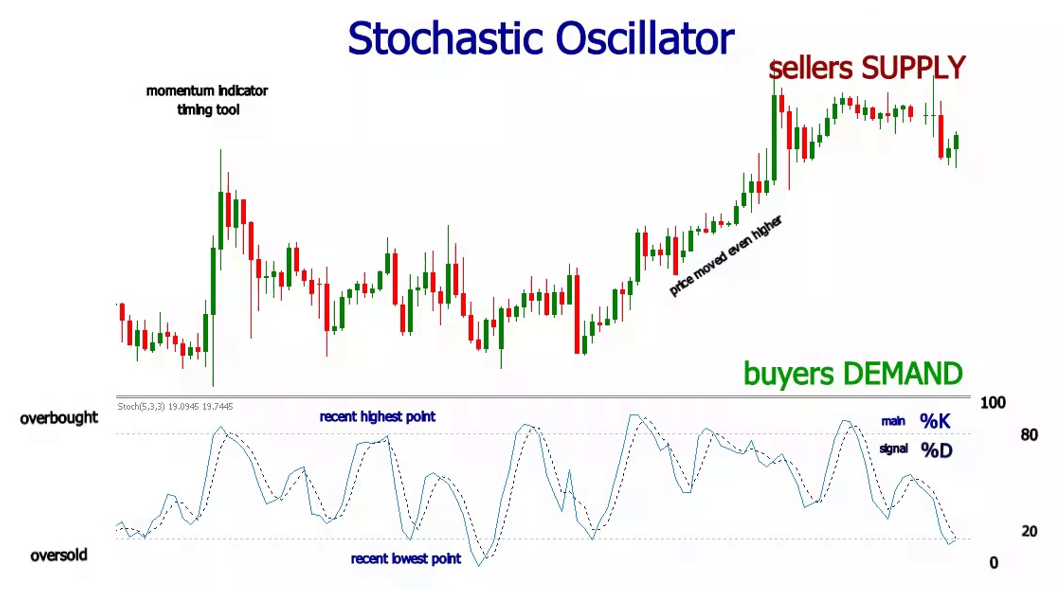 Stochastic Oscillator
sellers SUPPLY
momentum indicator
timing tool
price moved even higher
buyers DEMAND
Stoch(5,3,3) 19.0945 19.7445
100
overbought
recent highest point
main %K
80
signal %D
20
oversold
recent lowest point
0